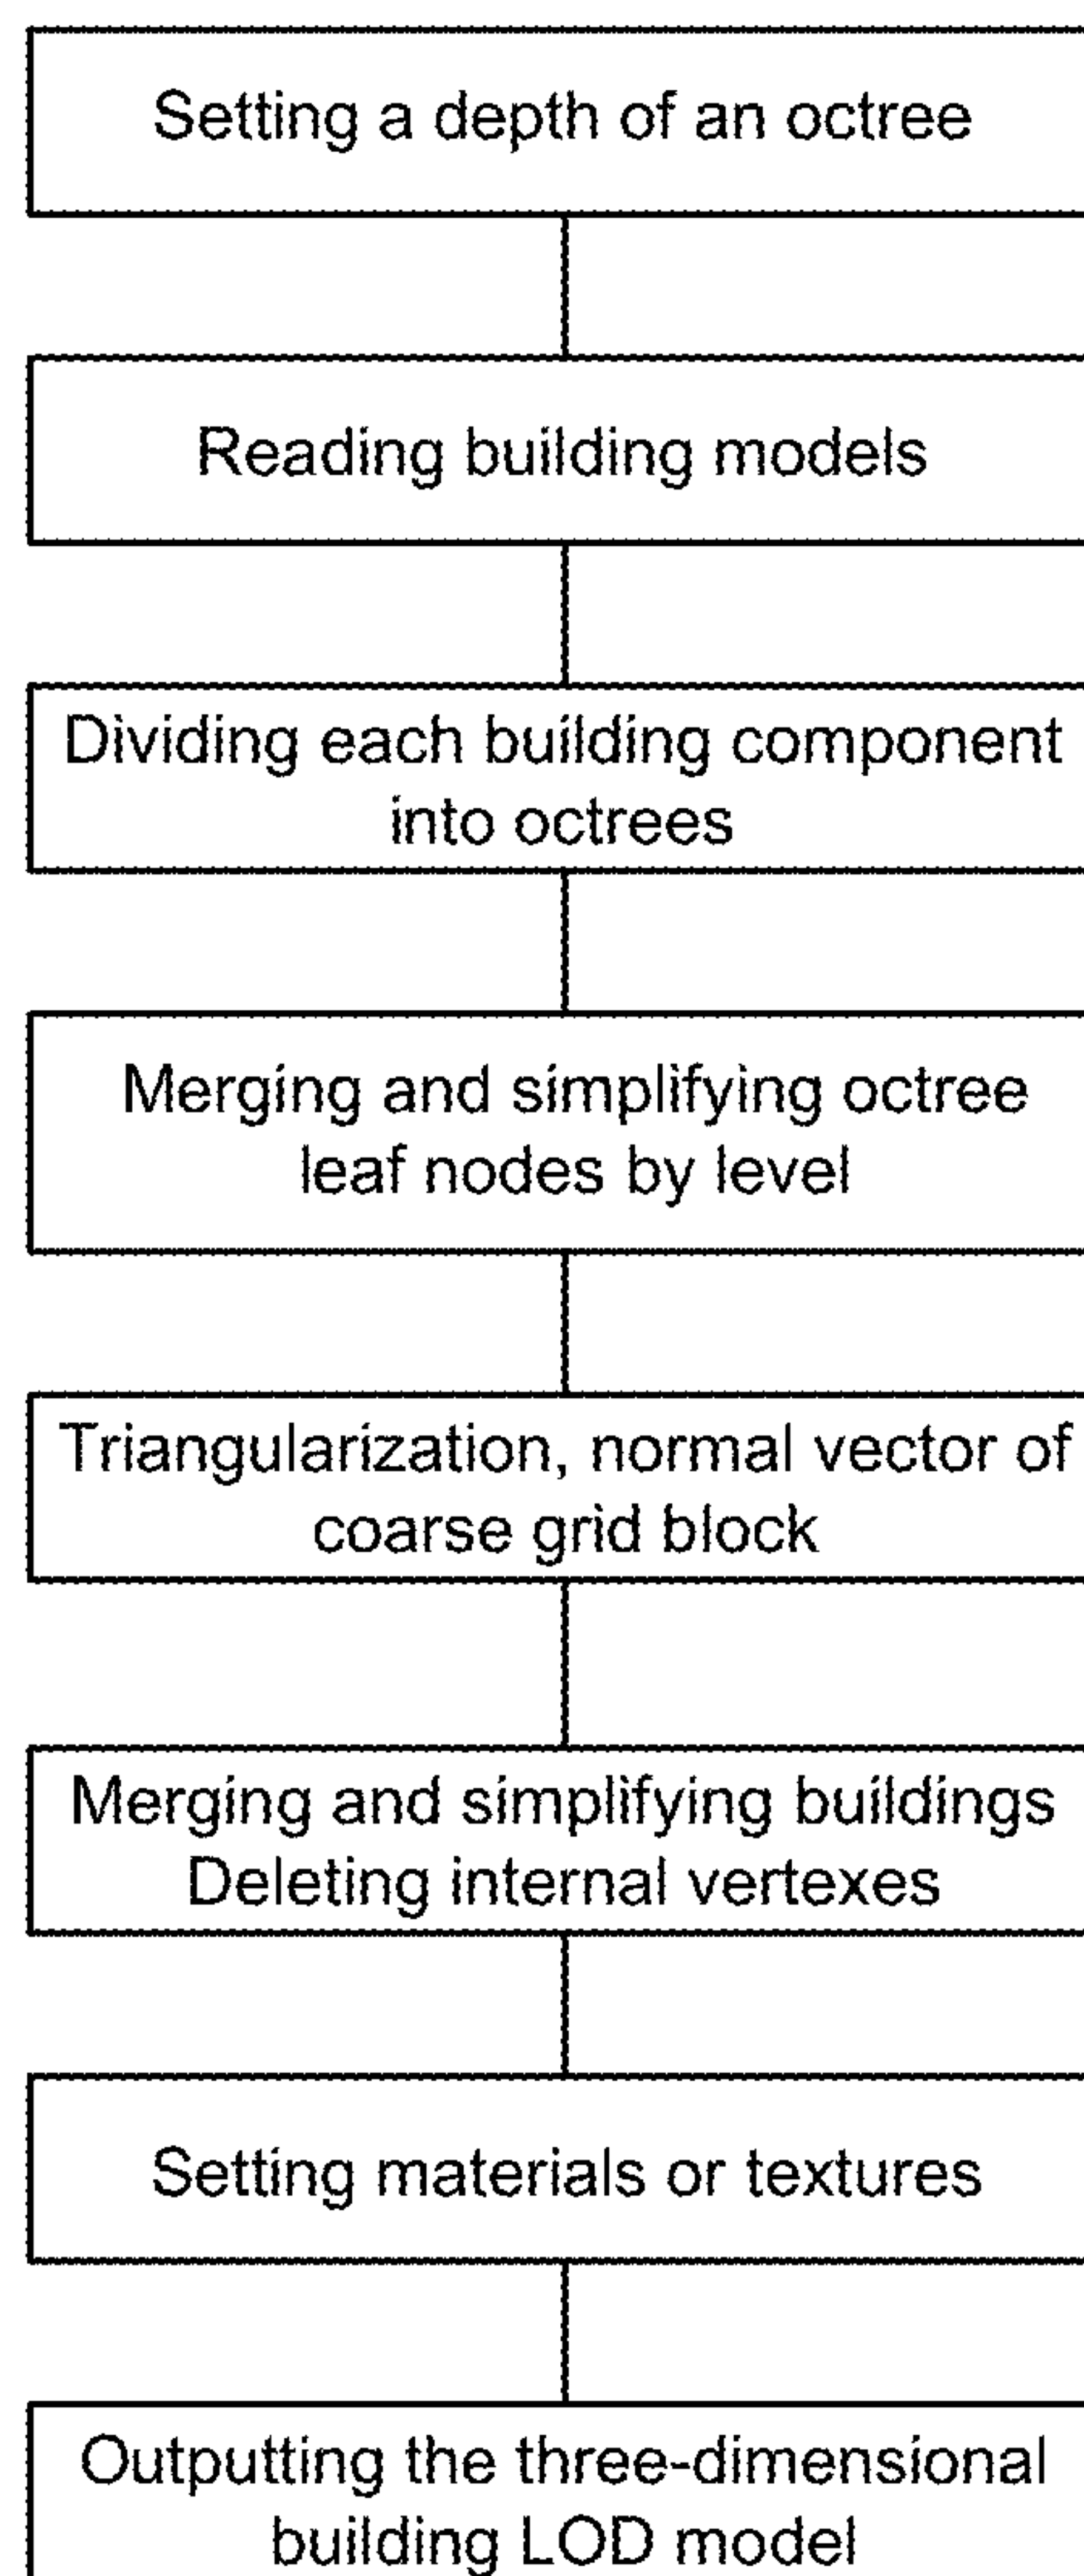 Setting a depth of an octree
Reading building models
Dividing each building component
into octrees
Merging and simplifying octree
leaf nodes by level
Triangularization, normal vector of
coarse grid block
Merging and simplifying buildings
Deleting internal vertexes
Setting materials or textures
Outputting the three-dimensional
building LOD model